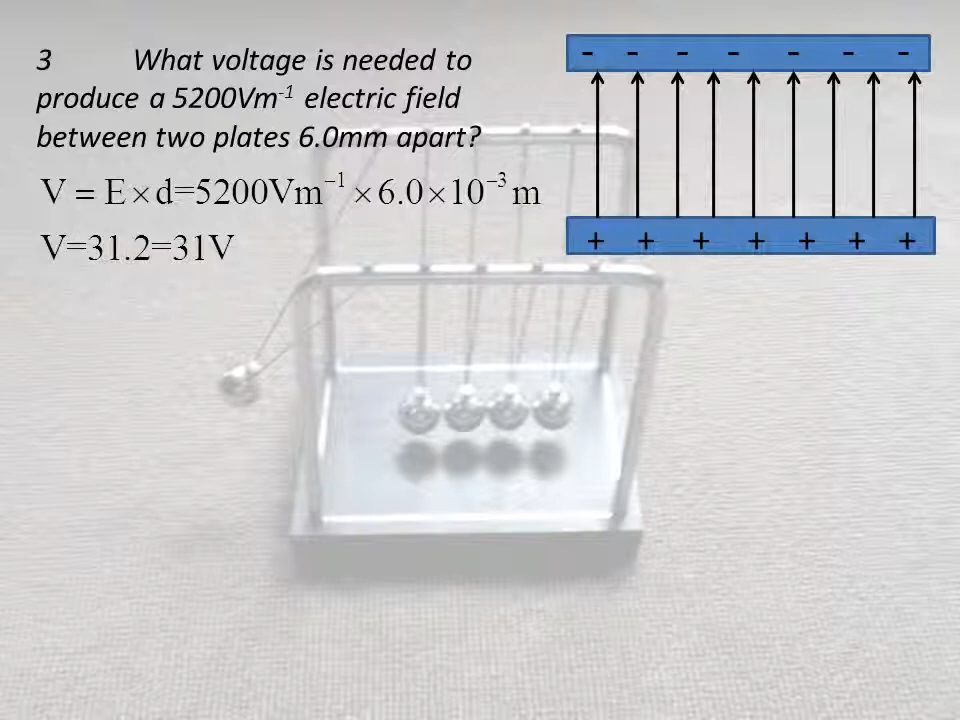 3 What voltage is needed to
produce a 5200Vm⁻¹ electric field
between two plates 6.0mm apart?
V = E×d=5200Vm⁻¹×6.0×10⁻³m
V=31.2=31V
- - - - - - -
+ + + + + + +